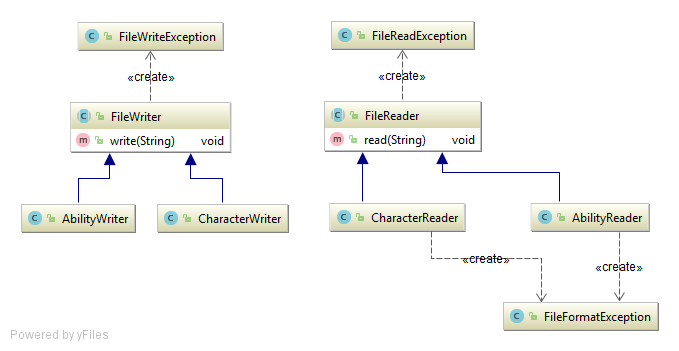 C FileWriteException
C FileReadException
«create»
«create»
C FileWriter
m write(String) void
C FileReader
m read(String) void
C AbilityWriter
C CharacterWriter
C CharacterReader
C AbilityReader
«create»
«create»
C FileFormatException
Powered by yFiles